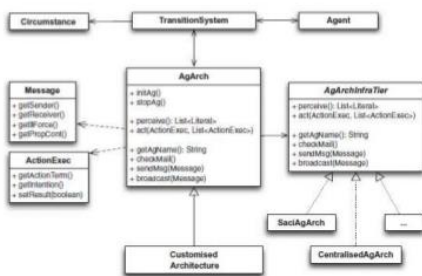 Circumstance
TransitionSystem
Agent
AgArch
+ initAg()
+ stopAg()
+ perceive(): List<Literal>
+ act(ActionExec, List<ActionExec>)
+ getAgName(): String
+ checkMail()
+ sendMsg(Message)
+ broadcast(Message)
Message
+ getSender()
+ getReceiver()
+ getIlForce()
+ getPropCont()
ActionExec
+ getActionTerm()
+ getIntention()
+ setResult(boolean)
AgArchInfraTier
+ perceive(): List<Literal>
+ act(ActionExec, List<ActionExec>)
+ getAgName(): String
+ checkMail()
+ sendMsg(Message)
+ broadcast(Message)
SaciAgArch
...
CentralisedAgArch
Customised
Architecture